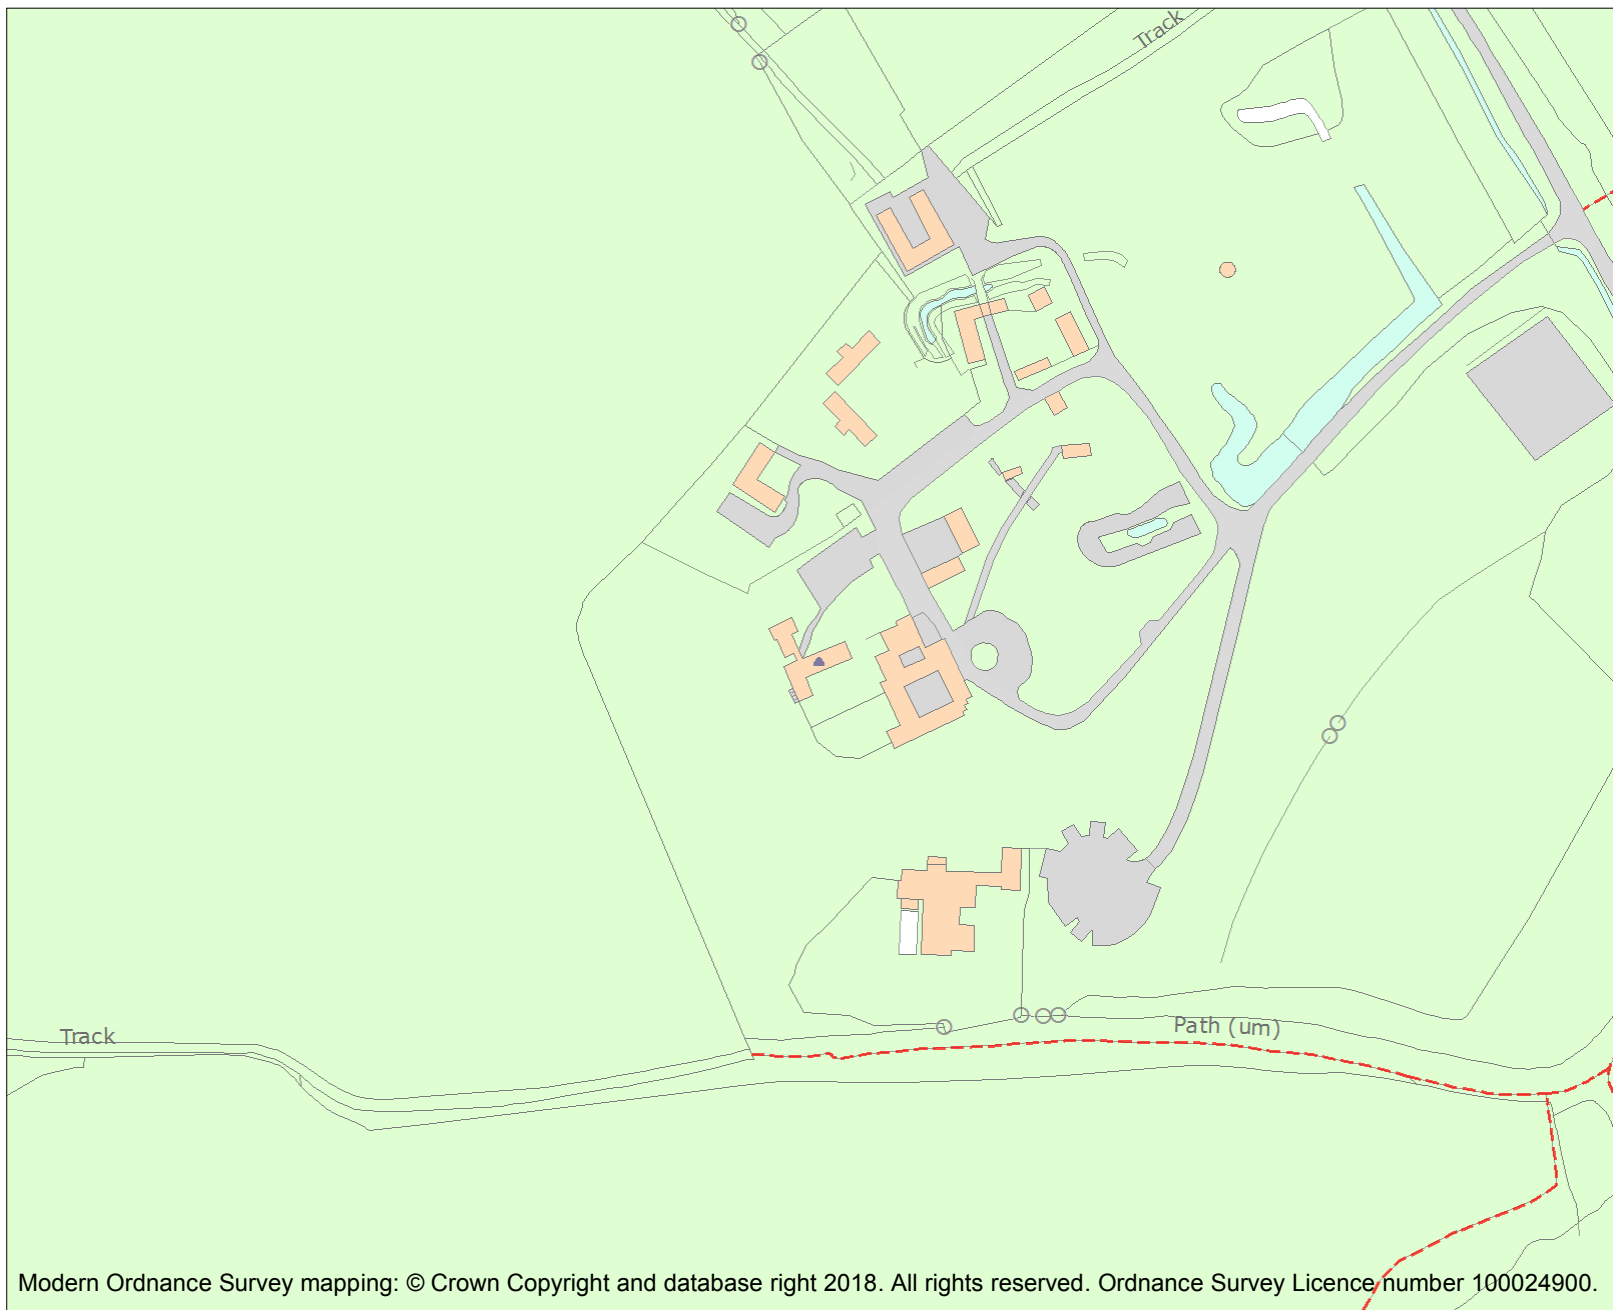 Track
Track
Path (um)
Modern Ordnance Survey mapping: © Crown Copyright and database right 2018. All rights reserved. Ordnance Survey Licence number 100024900.